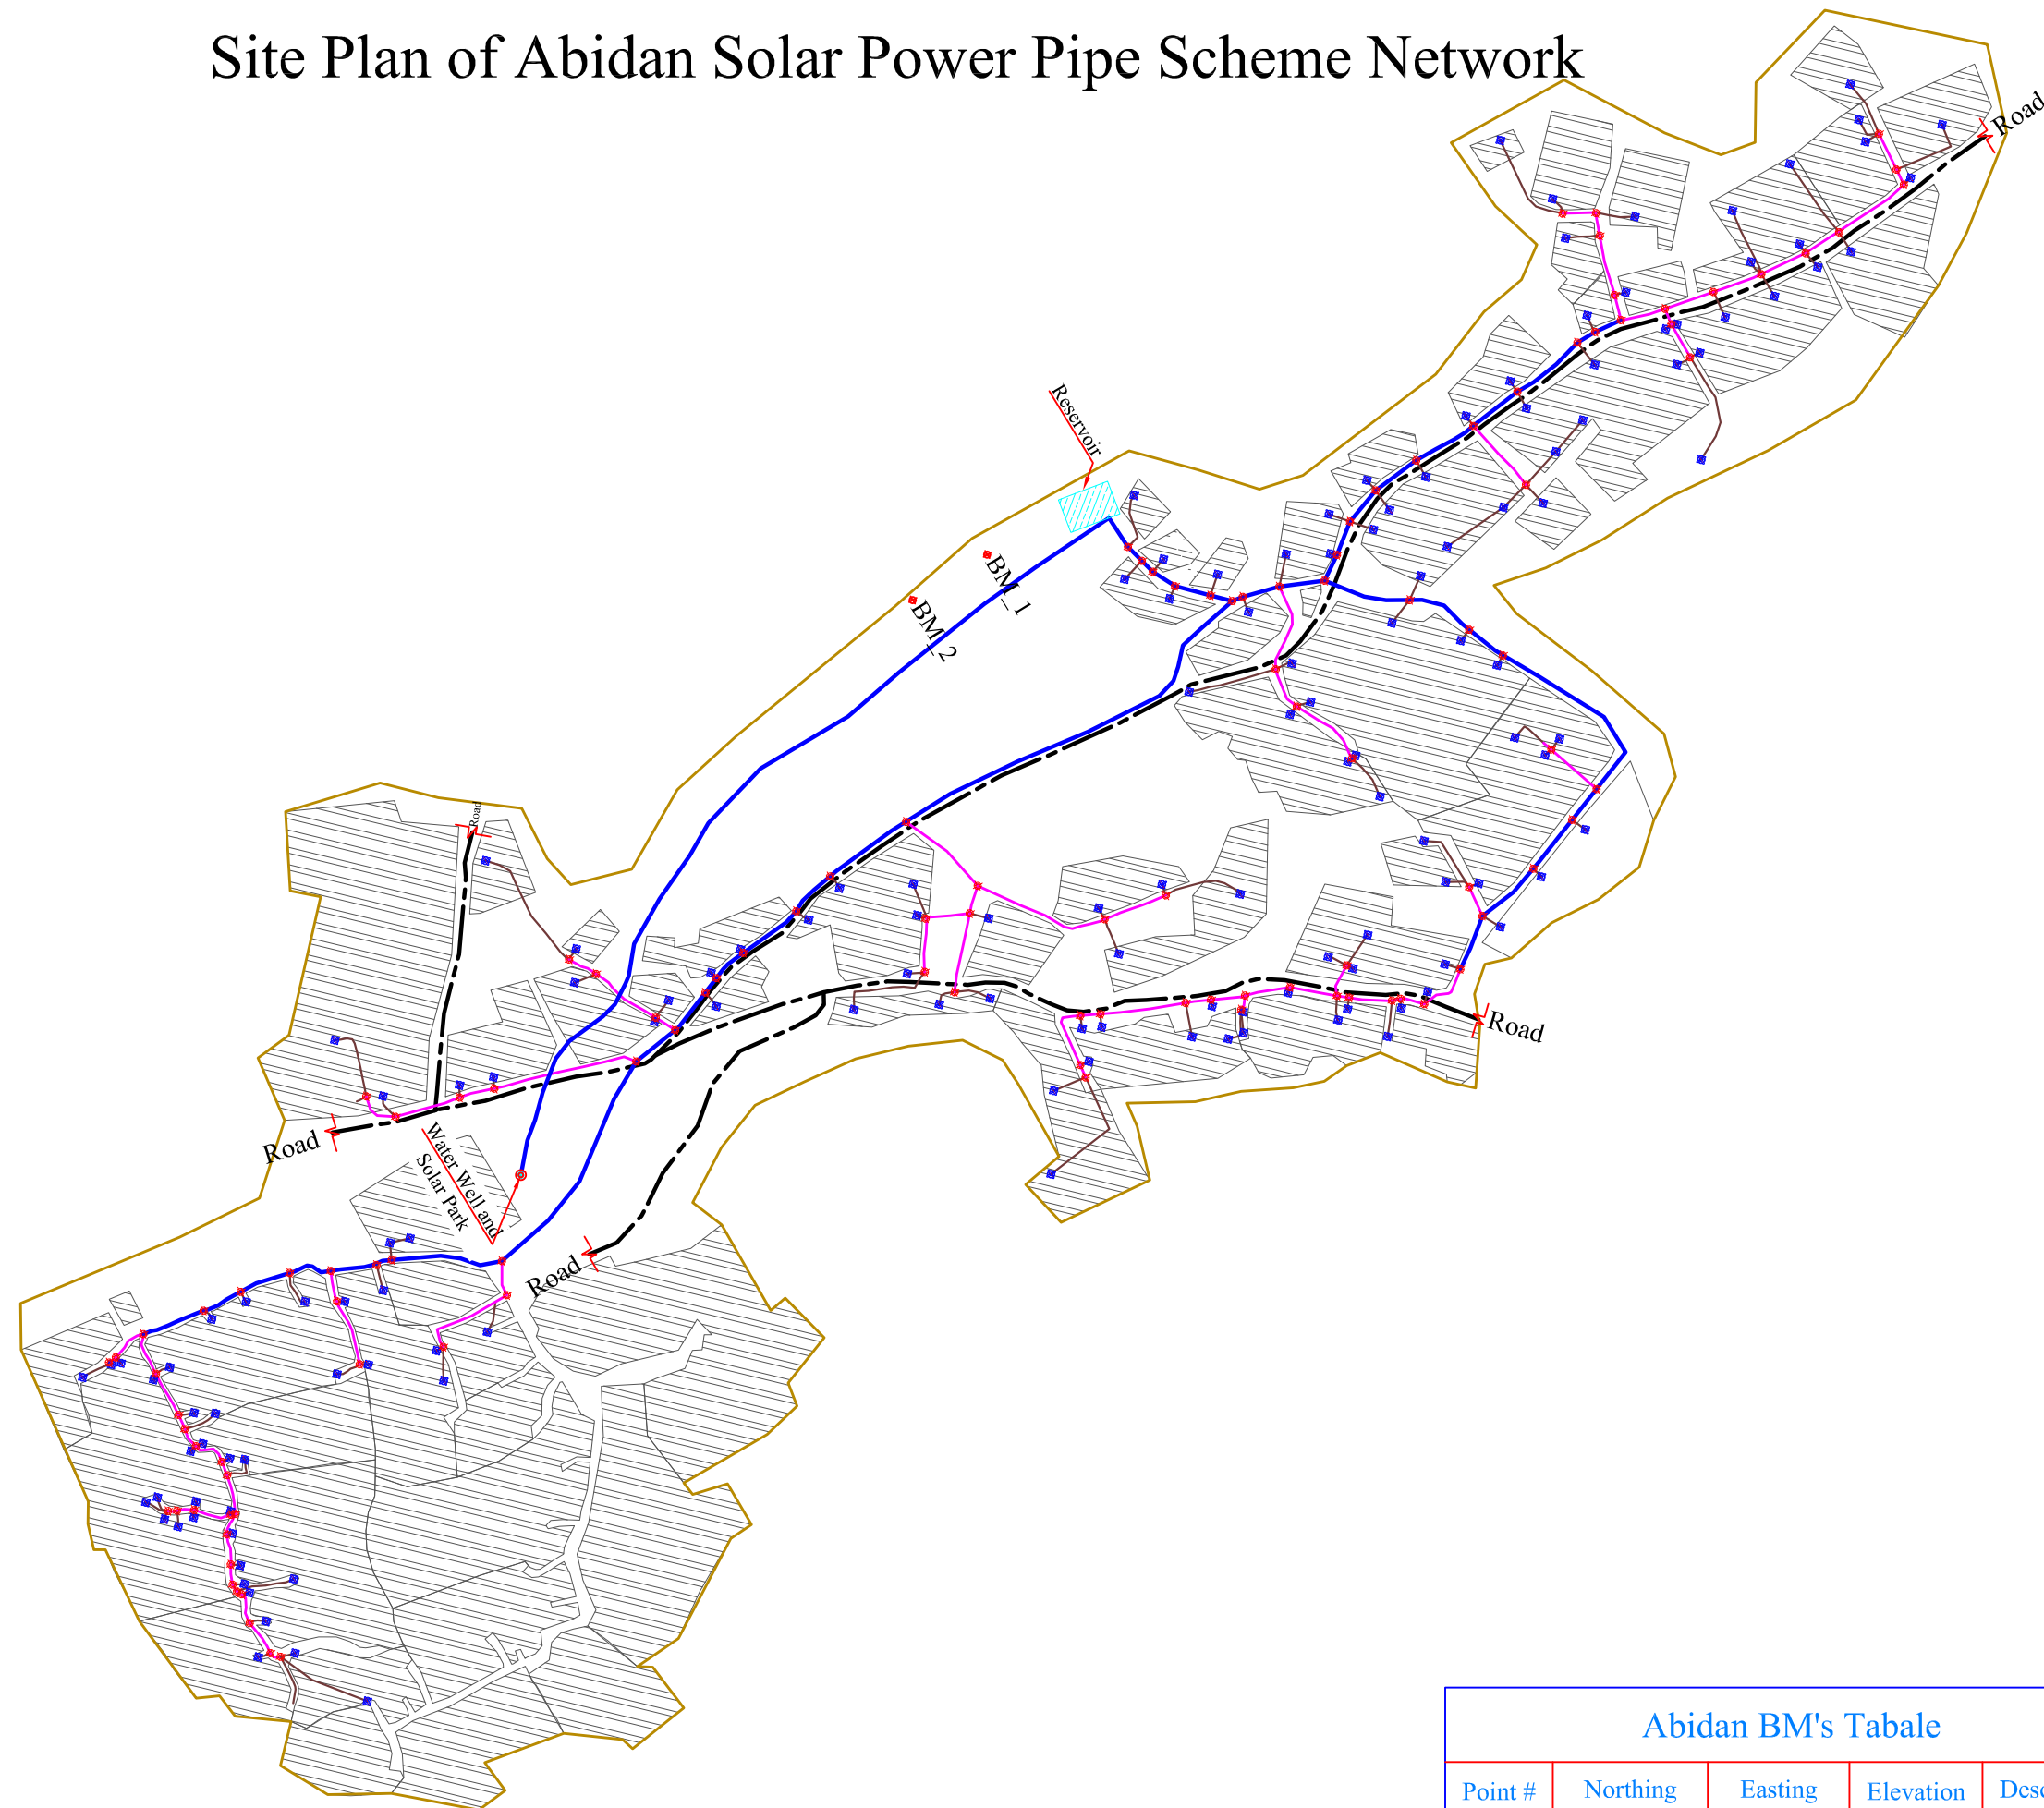 Site Plan of Abidan Solar Power Pipe Scheme Network
Road
Reservoir
BM_1
BM_2
Road
Road
Road
Water Well and
Solar Park
Road
Abidan BM's Tabale
Point # Northing Easting Elevation